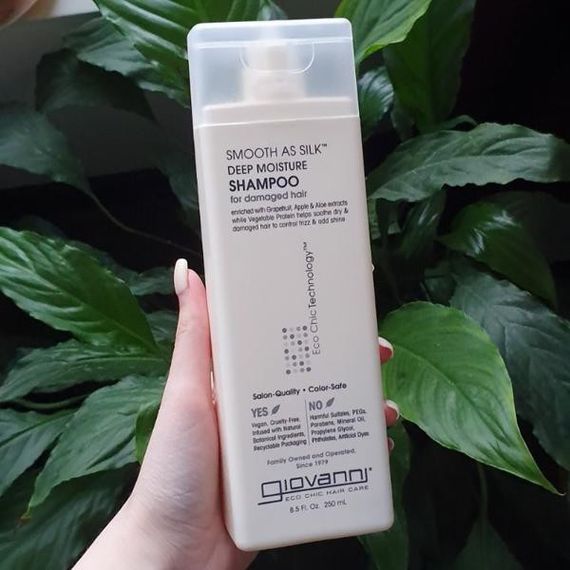 SMOOTH AS SILK™
DEEP MOISTURE
SHAMPOO
for damaged hair
enriched with Grapefruit, Apple & Aloe extracts
while Vegetable Protein helps soothe dry &
damaged hair to control frizz & add shine
Eco Chic Technology™
Salon-Quality • Color-Safe
YES
Vegan, Cruelty-Free,
Infused with Natural
Botanical Ingredients,
Recyclable Packaging
NO
Harmful Sulfates, PEGs,
Parabens, Mineral Oil,
Propylene Glycol,
Phthalates, Artificial Dyes
Family Owned and Operated,
Since 1979
giovanni®
ECO CHIC HAIR CARE
8.5 Fl. Oz. 250 mL